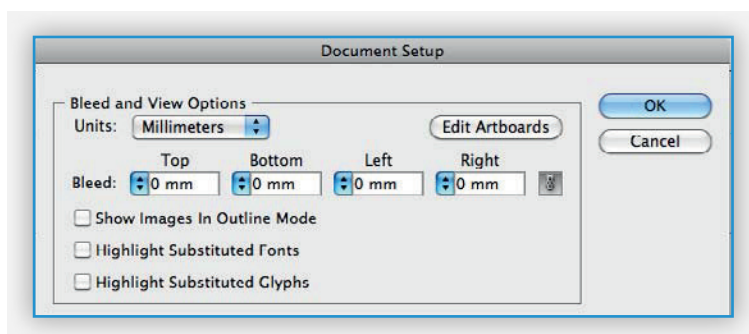 Document Setup
Bleed and View Options
OK
Units: Millimeters Edit Artboards
Cancel
Top Bottom Left Right
Bleed: 0 mm 0 mm 0 mm 0 mm
Show Images In Outline Mode
Highlight Substituted Fonts
Highlight Substituted Glyphs